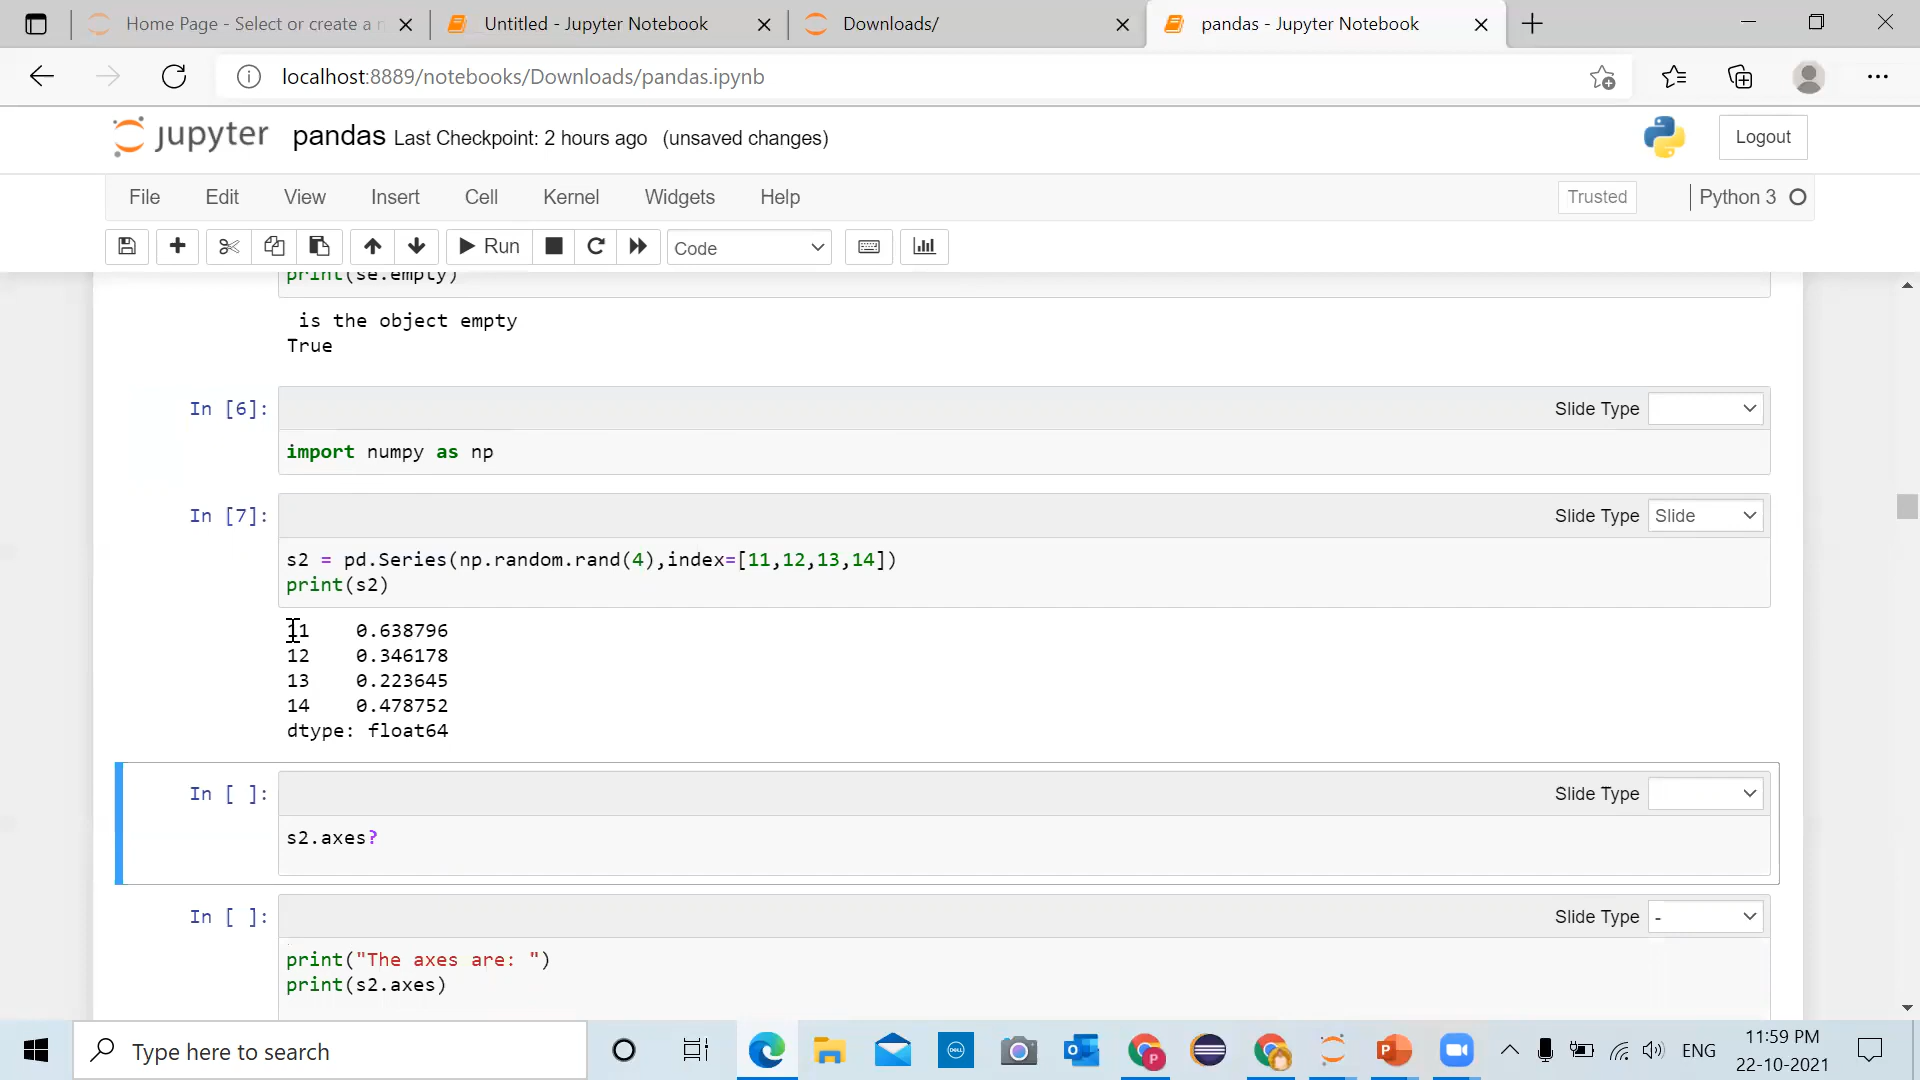 Home Page - Select or create a n
Untitled - Jupyter Notebook
Downloads/
pandas - Jupyter Notebook
localhost:8889/notebooks/Downloads/pandas.ipynb
jupyter pandas Last Checkpoint: 2 hours ago (unsaved changes)
Logout
File Edit View Insert Cell Kernel Widgets Help
Trusted
Python 3
Run
Code
print(se.empty)
is the object empty
True
In [6]:
Slide Type
import numpy as np
In [7]:
Slide Type Slide
s2 = pd.Series(np.random.rand(4),index=[11,12,13,14])
print(s2)
11 0.638796
12 0.346178
13 0.223645
14 0.478752
dtype: float64
In [ ]:
Slide Type
s2.axes?
In [ ]:
Slide Type -
print("The axes are: ")
print(s2.axes)
Type here to search
DELL
P
P
ENG
11:59 PM
22-10-2021